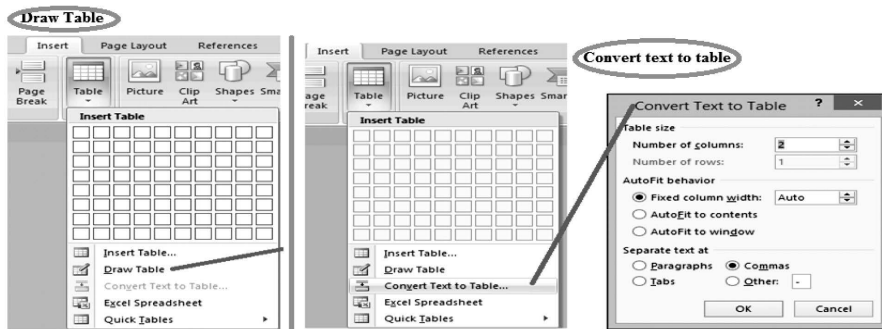 Draw Table
Insert Page Layout References
Page Break
Table
Picture
Clip Art
Shapes
Smar
Insert Table
Insert Table...
Draw Table
Convert Text to Table...
Excel Spreadsheet
Quick Tables
Insert Page Layout References
age reak
Table
Picture
Clip Art
Shapes
Smar
Insert Table
Insert Table...
Draw Table
Convert Text to Table...
Excel Spreadsheet
Quick Tables
Convert text to table
Convert Text to Table ? ×
Table size
Number of columns: 2
Number of rows: 1
AutoFit behavior
Fixed column width: Auto
AutoFit to contents
AutoFit to window
Separate text at
Paragraphs Commas
Tabs Other: -
OK Cancel